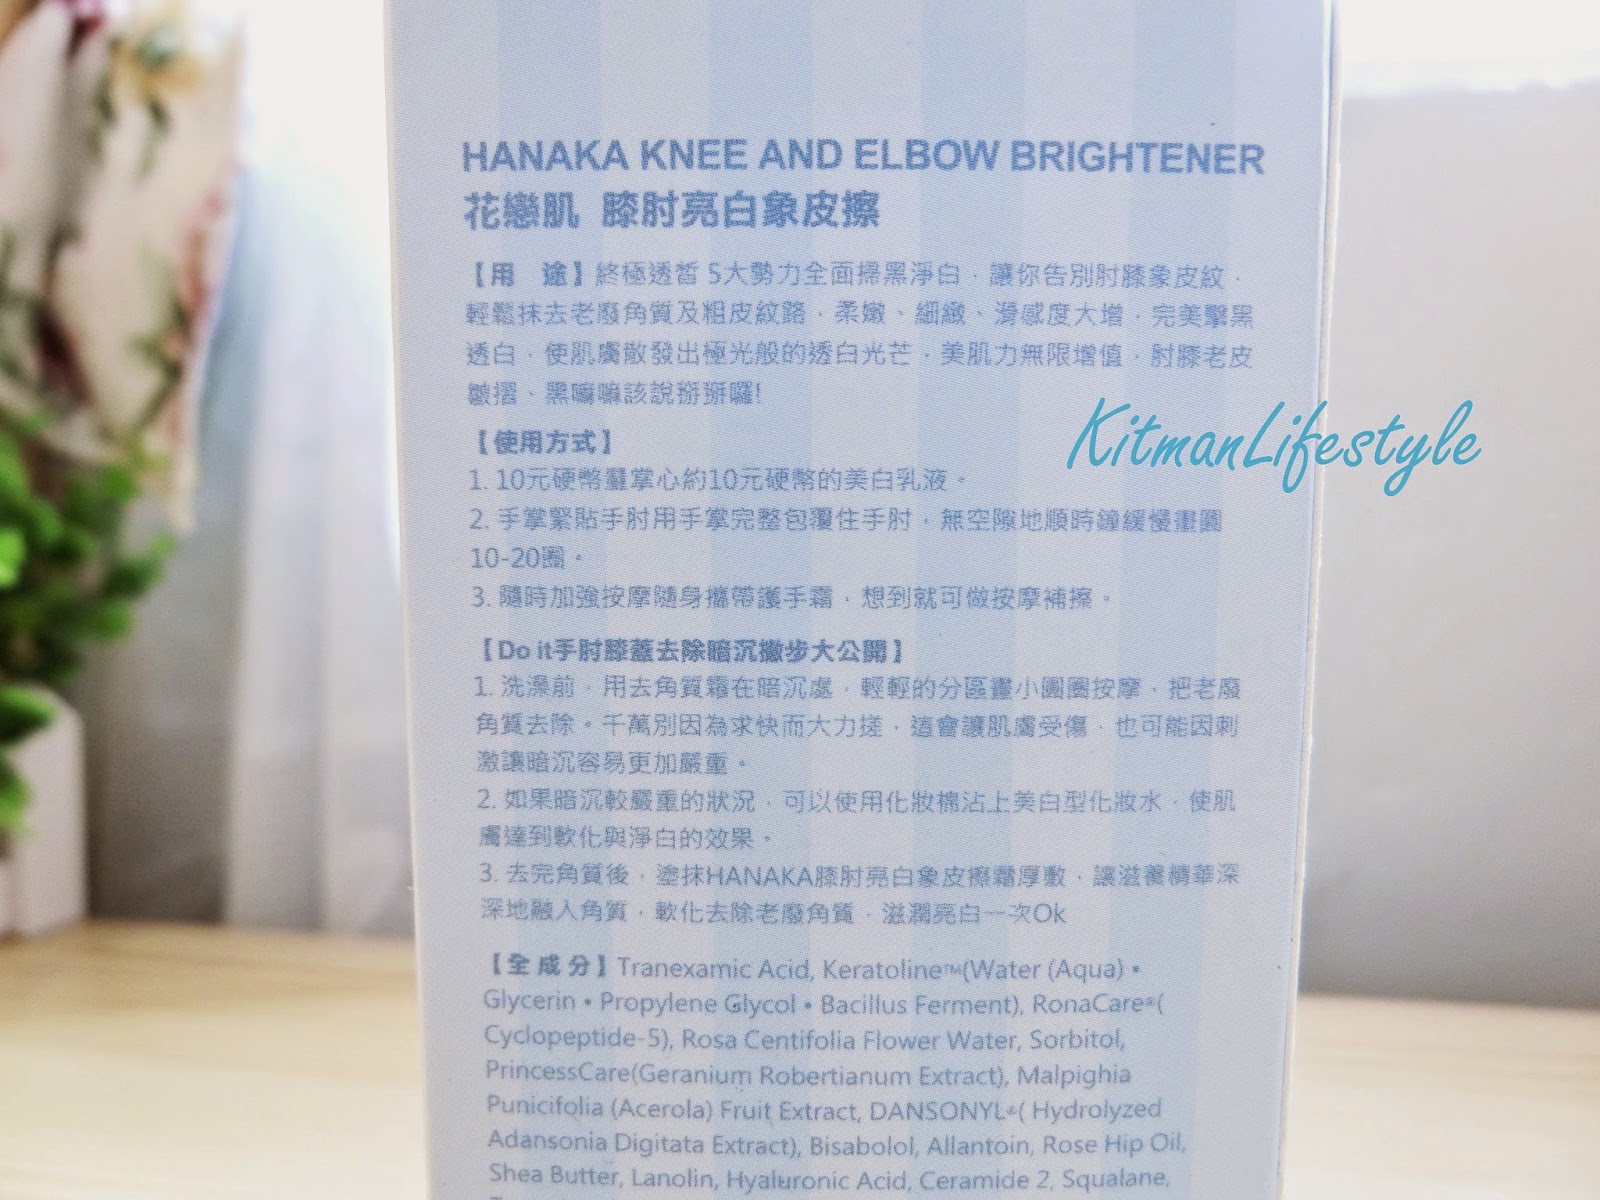 HANAKA KNEE AND ELBOW BRIGHTENER
花戀肌 膝肘亮白象皮擦
【用 途】終極透皙 5大勢力全面掃黑淨白，讓你告別肘膝象皮紋，
輕鬆抹去老廢角質及粗皮紋路，柔嫩、細緻、滑感度大增，完美擊黑
透白，使肌膚散發出極光般的透白光芒，美肌力無限增值，肘膝老皮
皺摺、黑嘛嘛該說掰掰囉!
【使用方式】
1. 10元硬幣量掌心約10元硬幣的美白乳液。
2. 手掌緊貼手肘用手掌完整包覆住手肘，無空隙地順時鐘緩慢畫圓
10-20圈。
3. 隨時加強按摩隨身攜帶護手霜，想到就可做按摩補擦。
【Do it手肘膝蓋去除暗沉撇步大公開】
1. 洗澡前，用去角質霜在暗沉處，輕輕的分區畫小圈圈按摩，把老廢
角質去除。千萬別因為求快而大力搓，這會讓肌膚受傷，也可能因刺
激讓暗沉容易更加嚴重。
2. 如果暗沉較嚴重的狀況，可以使用化妝棉沾上美白型化妝水，使肌
膚達到軟化與淨白的效果。
3. 去完角質後，塗抹HANAKA膝肘亮白象皮擦霜厚敷，讓滋養精華深
深地融入角質，軟化去除老廢角質，滋潤亮白一次Ok
【全成分】Tranexamic Acid, Keratoline™(Water (Aqua) •
Glycerin • Propylene Glycol • Bacillus Ferment), RonaCare®(
Cyclopeptide-5), Rosa Centifolia Flower Water, Sorbitol,
PrincessCare(Geranium Robertianum Extract), Malpighia
Punicifolia (Acerola) Fruit Extract, DANSONYL®( Hydrolyzed
Adansonia Digitata Extract), Bisabolol, Allantoin, Rose Hip Oil,
Shea Butter, Lanolin, Hyaluronic Acid, Ceramide 2, Squalane,
KitmanLifestyle